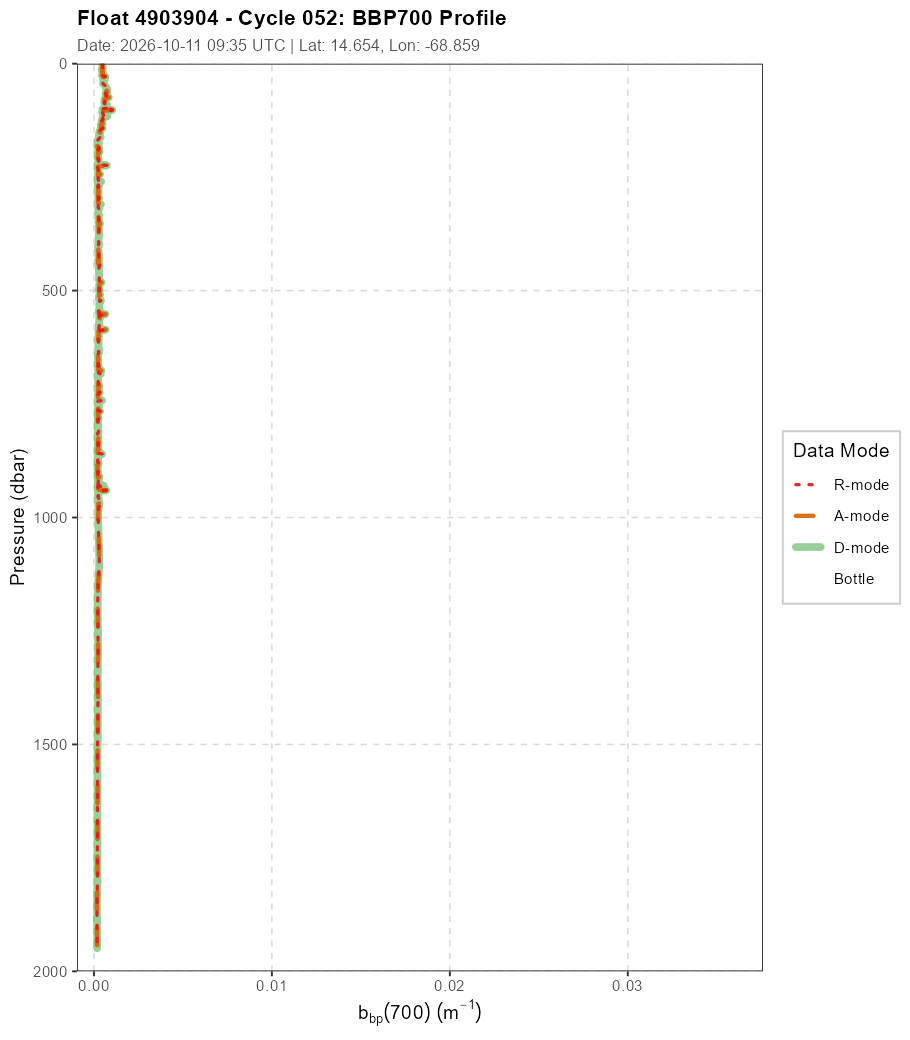 Float 4903904 - Cycle 052: BBP700 Profile
Date: 2026-10-11 09:35 UTC | Lat: 14.654, Lon: -68.859
0
500
1000
1500
2000
Pressure (dbar)
0.00 0.01 0.02 0.03
b_bp(700) (m⁻¹)
Data Mode
R-mode
A-mode
D-mode
Bottle